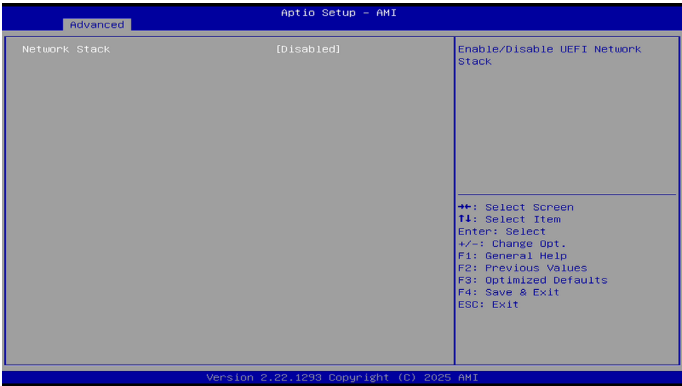 Aptio Setup - AMI
Advanced
Network Stack [Disabled]
Enable/Disable UEFI Network
Stack
→←: Select Screen
↑↓: Select Item
Enter: Select
+/-: Change Opt.
F1: General Help
F2: Previous Values
F3: Optimized Defaults
F4: Save & Exit
ESC: Exit
Version 2.22.1293 Copyright (C) 2025 AMI